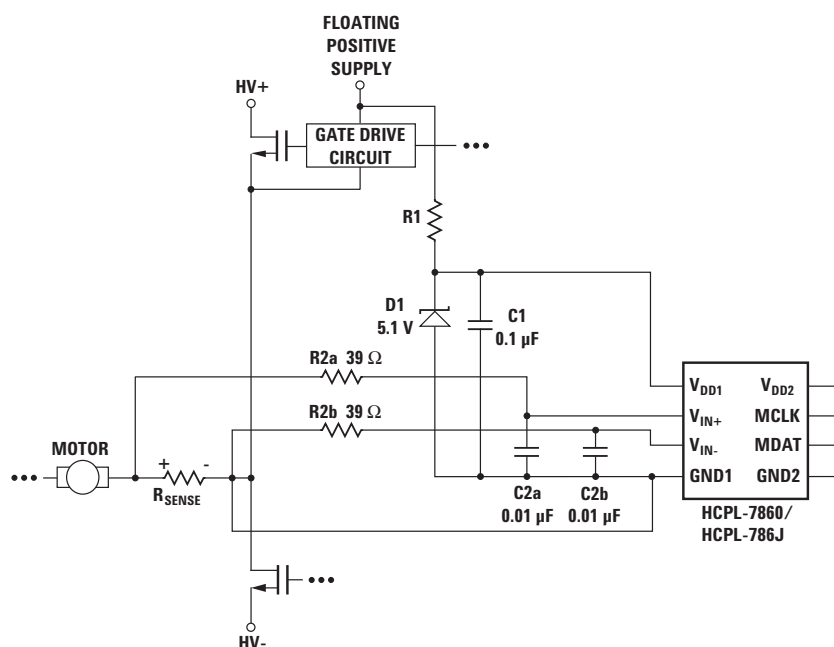 FLOATING
POSITIVE
SUPPLY
HV+
GATE DRIVE
CIRCUIT
R1
D1
5.1 V
C1
0.1 µF
R2a 39 Ω
R2b 39 Ω
MOTOR
+
-
RSENSE
C2a
0.01 µF
C2b
0.01 µF
VDD1
VDD2
VIN+
MCLK
VIN-
MDAT
GND1
GND2
HCPL-7860/
HCPL-786J
HV-